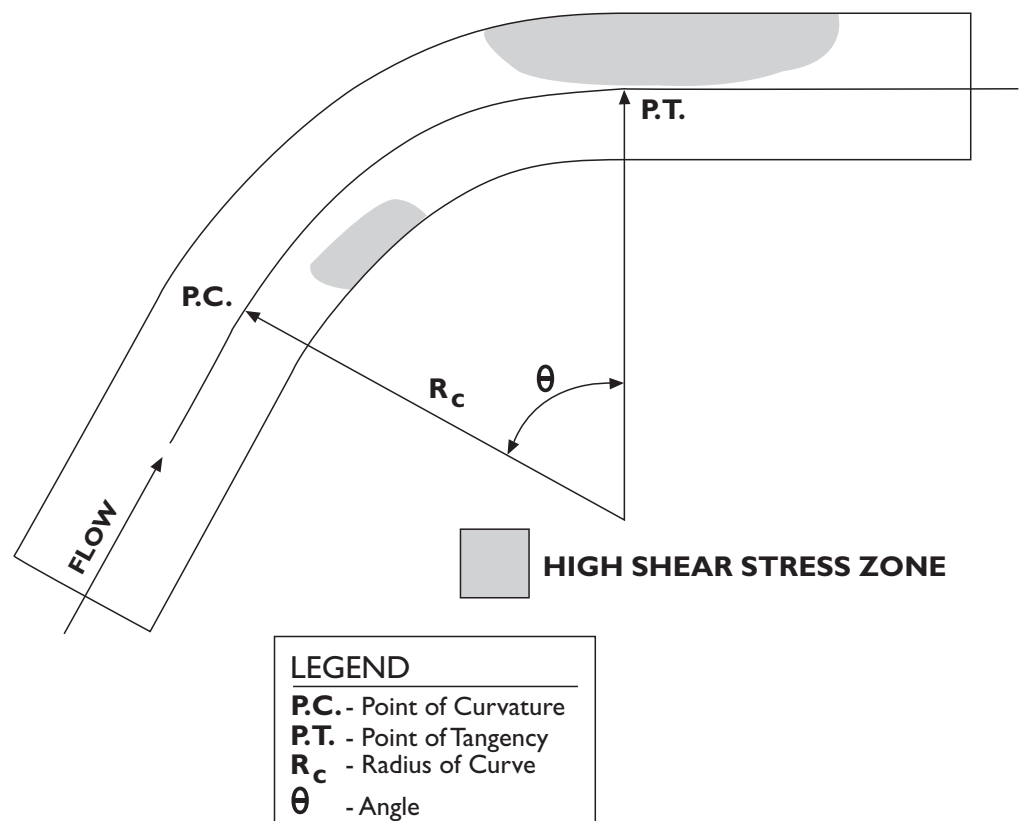 P.T.
P.C.
R c
θ
FLOW
HIGH SHEAR STRESS ZONE
LEGEND
P.C. - Point of Curvature
P.T. - Point of Tangency
R c - Radius of Curve
θ - Angle